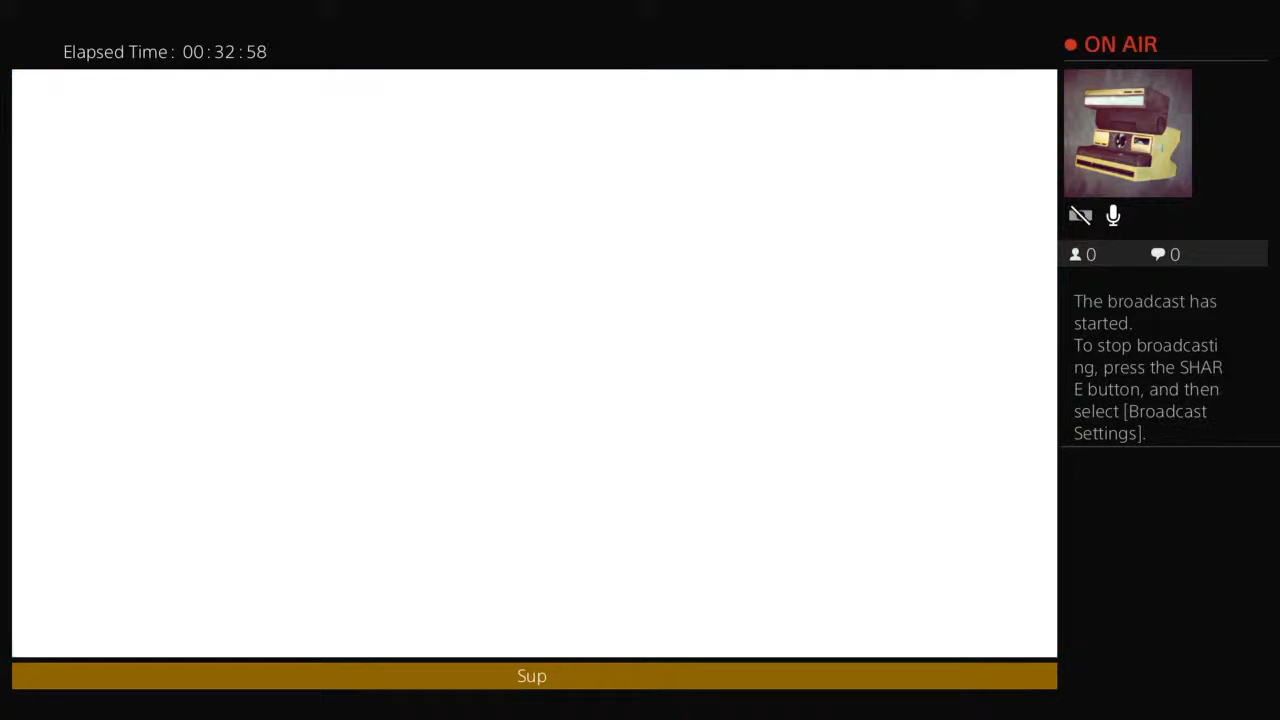 Elapsed Time: 00:32:58
ON AIR
0
0
The broadcast has
started.
To stop broadcasti
ng, press the SHAR
E button, and then
select [Broadcast
Settings].
Sup